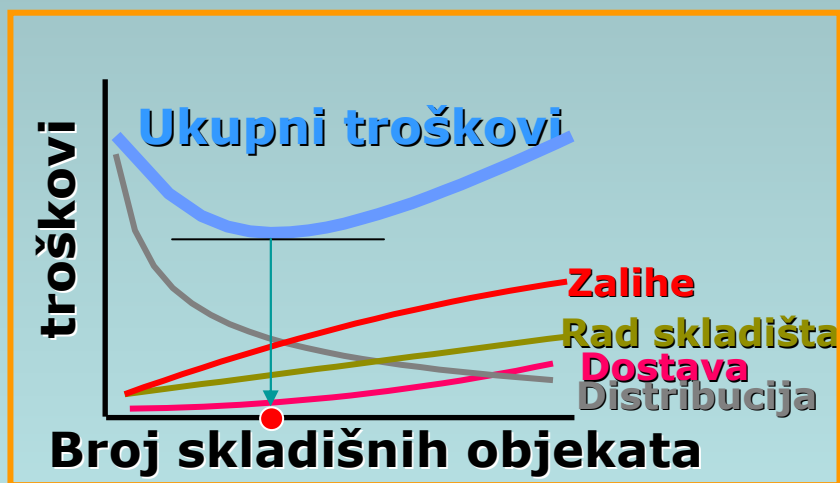 Ukupni troškovi
troškovi
Zalihe
Rad skladišta
Dostava
Distribucija
Broj skladišnih objekata